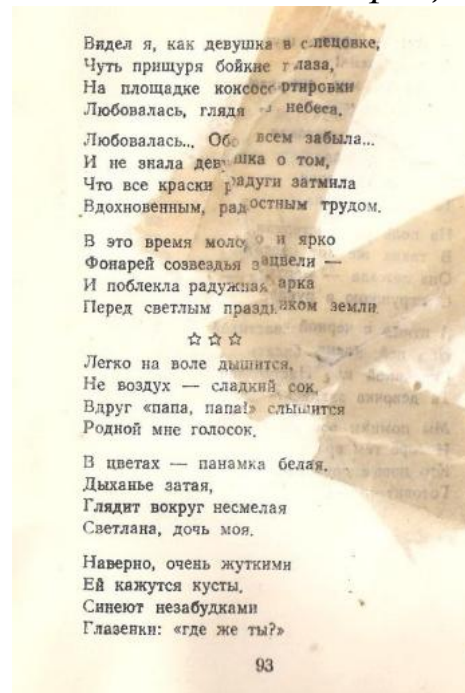 Видел я, как девушка в спецовке,
Чуть прищуря бойкие глаза,
На площадке коксосортировки
Любовалась, глядя на небеса.
Любовалась... Обо всем забыла...
И не знала девушка о том,
Что все краски радуги затмила
Вдохновенным, радостным трудом.
В это время молодо и ярко
Фонарей созвездья зацвели —
И поблекла радужная арка
Перед светлым праздником земли.
☆ ☆ ☆
Легко на воле дышится,
Не воздух — сладкий сок,
Вдруг «папа, папа!» слышится
Родной мне голосок.
В цветах — панамка белая.
Дыханье затая,
Глядит вокруг несмелая
Светлана, дочь моя.
Наверно, очень жуткими
Ей кажутся кусты.
Синеют незабудками
Глазенки: «где же ты?»
93